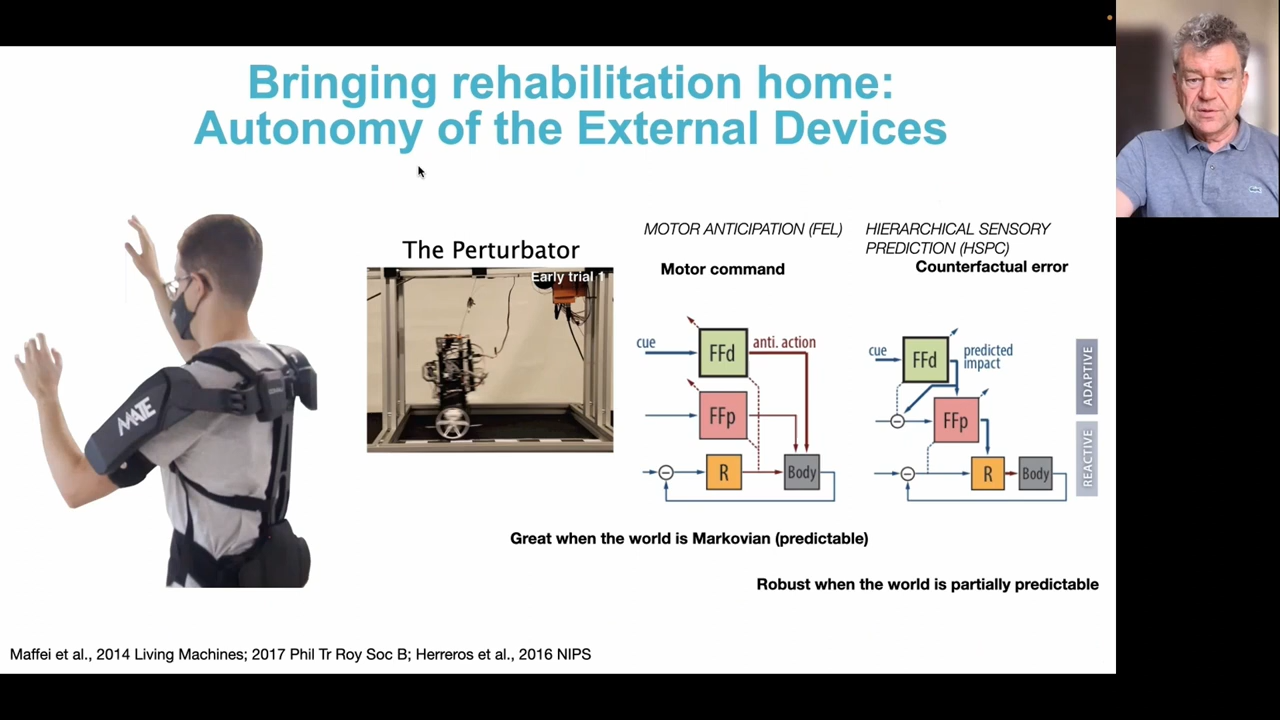 Bringing rehabilitation home:
Autonomy of the External Devices
MATE
The Perturbator
Early trial 1
MOTOR ANTICIPATION (FEL)
Motor command
cue
FFd
anti. action
FFp
R
Body
HIERARCHICAL SENSORY
PREDICTION (HSPC)
Counterfactual error
cue
FFd
predicted
impact
FFp
R
Body
ADAPTIVE
REACTIVE
Great when the world is Markovian (predictable)
Robust when the world is partially predictable
Maffei et al., 2014 Living Machines; 2017 Phil Tr Roy Soc B; Herreros et al., 2016 NIPS